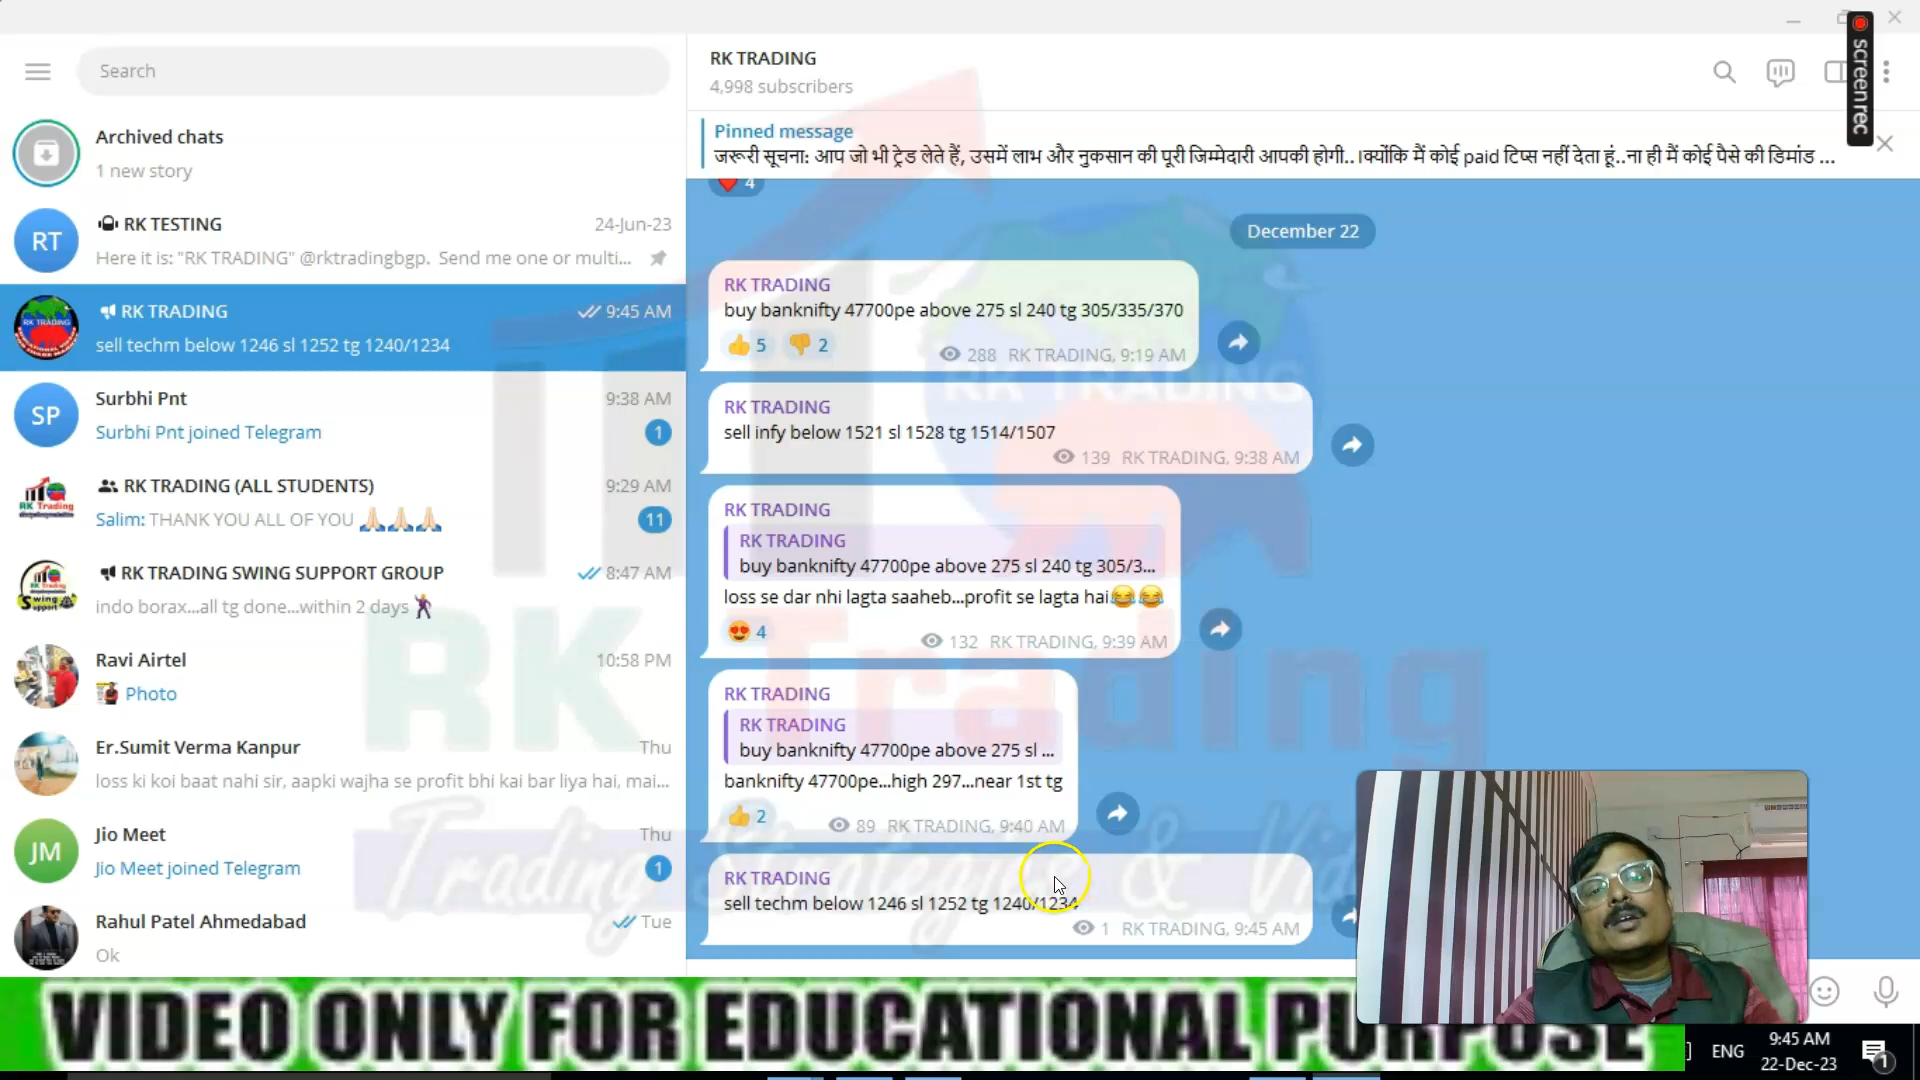 Search
Archived chats
1 new story
RT
RK TESTING
24-Jun-23
Here it is: "RK TRADING" @rktradingbgp. Send me one or multi...
RK TRADING
9:45 AM
sell techm below 1246 sl 1252 tg 1240/1234
SP
Surbhi Pnt
9:38 AM
Surbhi Pnt joined Telegram
1
RK TRADING (ALL STUDENTS)
9:29 AM
Salim: THANK YOU ALL OF YOU 🙏🏻🙏🏻🙏🏻
11
RK TRADING SWING SUPPORT GROUP
8:47 AM
indo borax...all tg done...within 2 days
Ravi Airtel
10:58 PM
Photo
Er.Sumit Verma Kanpur
Thu
loss ki koi baat nahi sir, aapki wajha se profit bhi kai bar liya hai, mai...
JM
Jio Meet
Thu
Jio Meet joined Telegram
1
Rahul Patel Ahmedabad
Tue
Ok
RK TRADING
4,998 subscribers
Pinned message
जरूरी सूचना: आप जो भी ट्रेड लेते हैं, उसमें लाभ और नुकसान की पूरी जिम्मेदारी आपकी होगी..।क्योंकि मैं कोई paid टिप्स नहीं देता हूं..ना ही मैं कोई पैसे की डिमांड ...
4
December 22
RK TRADING
buy banknifty 47700pe above 275 sl 240 tg 305/335/370
👍 5 👎 2
288 RK TRADING, 9:19 AM
RK TRADING
sell infy below 1521 sl 1528 tg 1514/1507
139 RK TRADING, 9:38 AM
RK TRADING
RK TRADING
buy banknifty 47700pe above 275 sl 240 tg 305/3...
loss se dar nhi lagta saaheb...profit se lagta hai😂😂
😍 4
132 RK TRADING, 9:39 AM
RK TRADING
RK TRADING
buy banknifty 47700pe above 275 sl ...
banknifty 47700pe...high 297...near 1st tg
👍 2
89 RK TRADING, 9:40 AM
RK TRADING
sell techm below 1246 sl 1252 tg 1240/1234
1 RK TRADING, 9:45 AM
screenrec
RK TRADING
RK Trading
Trading Strategies &
VIDEO ONLY FOR EDUCATIONAL PURPOSE
ENG
9:45 AM
22-Dec-23
1